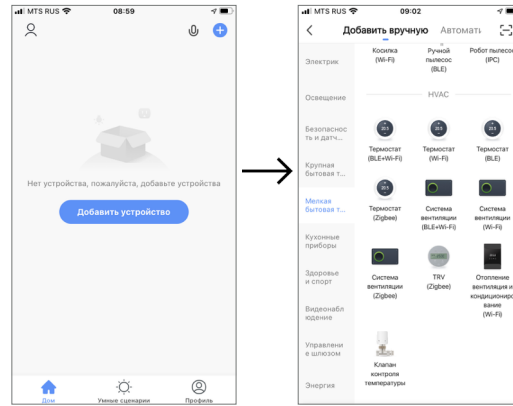 MTS RUS 08:59
Нет устройства, пожалуйста, добавьте устройства
Добавить устройство
Дом Умные сценарии Профиль
MTS RUS 09:02
Добавить вручную Автомати
Электрик
Освещение
Безопаснос
ть и датч...
Крупная
бытовая т...
Мелкая
бытовая т...
Кухонные
приборы
Здоровье
и спорт
Видеонабл
юдение
Управлени
е шлюзом
Энергия
Косилка
(Wi-Fi)
Ручной
пылесос
(BLE)
Робот пылесос
(IPC)
HVAC
Термостат
(BLE+Wi-Fi)
Термостат
(Wi-Fi)
Термостат
(BLE)
Термостат
(Zigbee)
Система
вентиляции
(BLE+Wi-Fi)
Система
вентиляции
(Wi-Fi)
Система
вентиляции
(Zigbee)
TRV
(Zigbee)
Отопление
вентиляция и
кондициониро
вание
(Wi-Fi)
Клапан
контроля
температуры